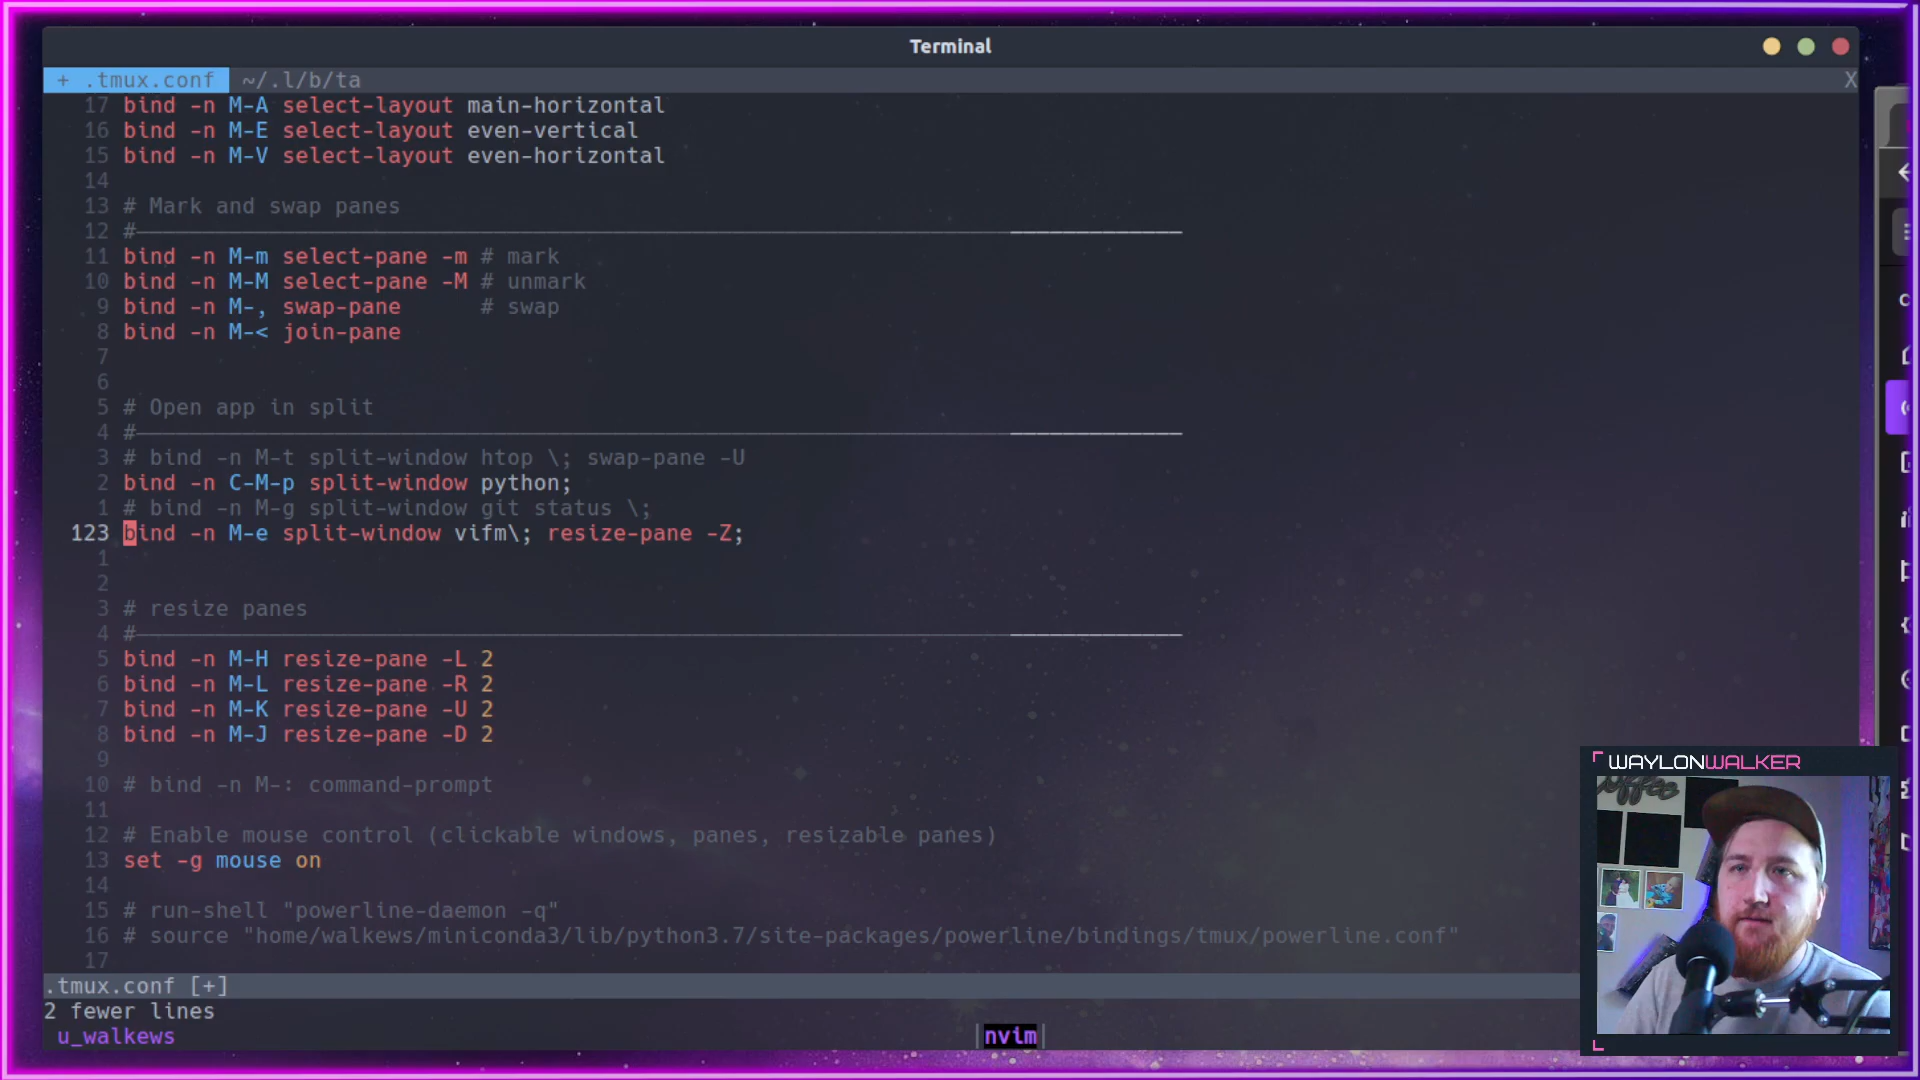 Terminal
+ .tmux.conf  ~/.l/b/ta X
17 bind -n M-A select-layout main-horizontal
16 bind -n M-E select-layout even-vertical
15 bind -n M-V select-layout even-horizontal
14
13 # Mark and swap panes
12 #
11 bind -n M-m select-pane -m # mark
10 bind -n M-M select-pane -M # unmark
9 bind -n M-, swap-pane      # swap
8 bind -n M-< join-pane
7
6
5 # Open app in split
4 #
3 # bind -n M-t split-window htop \; swap-pane -U
2 bind -n C-M-p split-window python;
1 # bind -n M-g split-window git status \;
123 bind -n M-e split-window vifm\; resize-pane -Z;
1
2
3 # resize panes
4 #
5 bind -n M-H resize-pane -L 2
6 bind -n M-L resize-pane -R 2
7 bind -n M-K resize-pane -U 2
8 bind -n M-J resize-pane -D 2
9
10 # bind -n M-: command-prompt
11
12 # Enable mouse control (clickable windows, panes, resizable panes)
13 set -g mouse on
14
15 # run-shell "powerline-daemon -q"
16 # source "home/walkews/miniconda3/lib/python3.7/site-packages/powerline/bindings/tmux/powerline.conf"
17
.tmux.conf [+]
2 fewer lines
u_walkews |nvim|
WAYLONWALKER